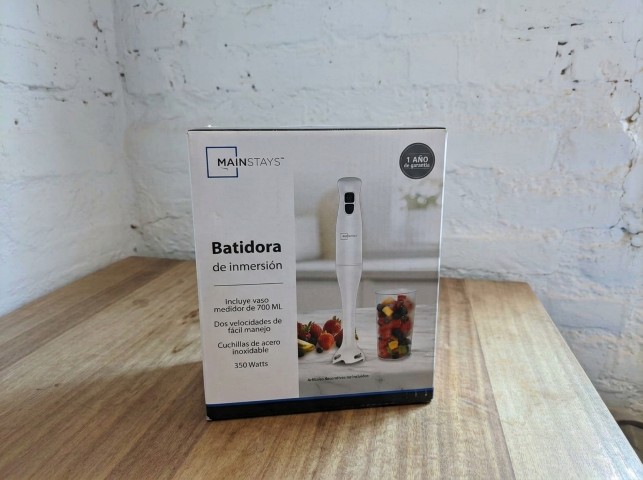 MAINSTAYS™
1 AÑO
de garantía
MAINSTAYS
Batidora
de inmersión
Incluye vaso
medidor de 700 ML
Dos velocidades de
fácil manejo
Cuchillas de acero
inoxidable
350 Watts